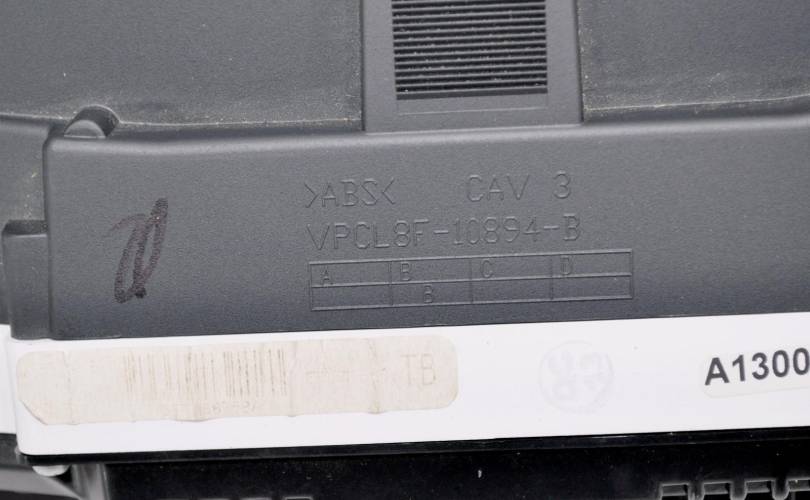 >ABS< CAV 3
VPCL8F-10894-B
A B C D
B
TB
A1300